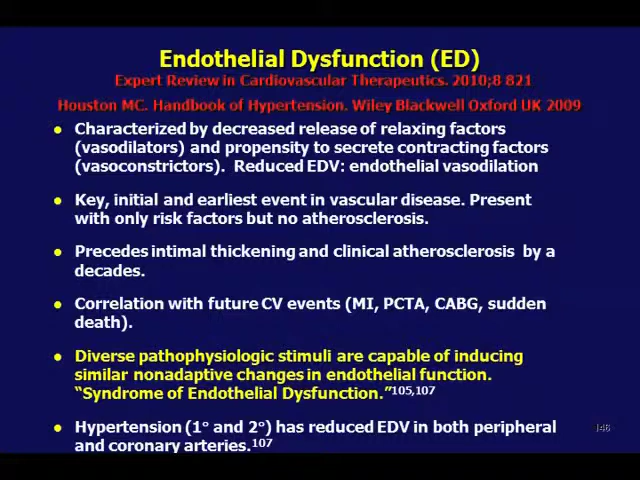 Endothelial Dysfunction (ED)
Expert Review in Cardiovascular Therapeutics. 2010;8 821
Houston MC. Handbook of Hypertension. Wiley Blackwell Oxford UK 2009
• Characterized by decreased release of relaxing factors
(vasodilators) and propensity to secrete contracting factors
(vasoconstrictors). Reduced EDV: endothelial vasodilation
• Key, initial and earliest event in vascular disease. Present
with only risk factors but no atherosclerosis.
• Precedes intimal thickening and clinical atherosclerosis by a
decades.
• Correlation with future CV events (MI, PCTA, CABG, sudden
death).
• Diverse pathophysiologic stimuli are capable of inducing
similar nonadaptive changes in endothelial function.
“Syndrome of Endothelial Dysfunction.”105,107
• Hypertension (1° and 2°) has reduced EDV in both peripheral
and coronary arteries.107
146